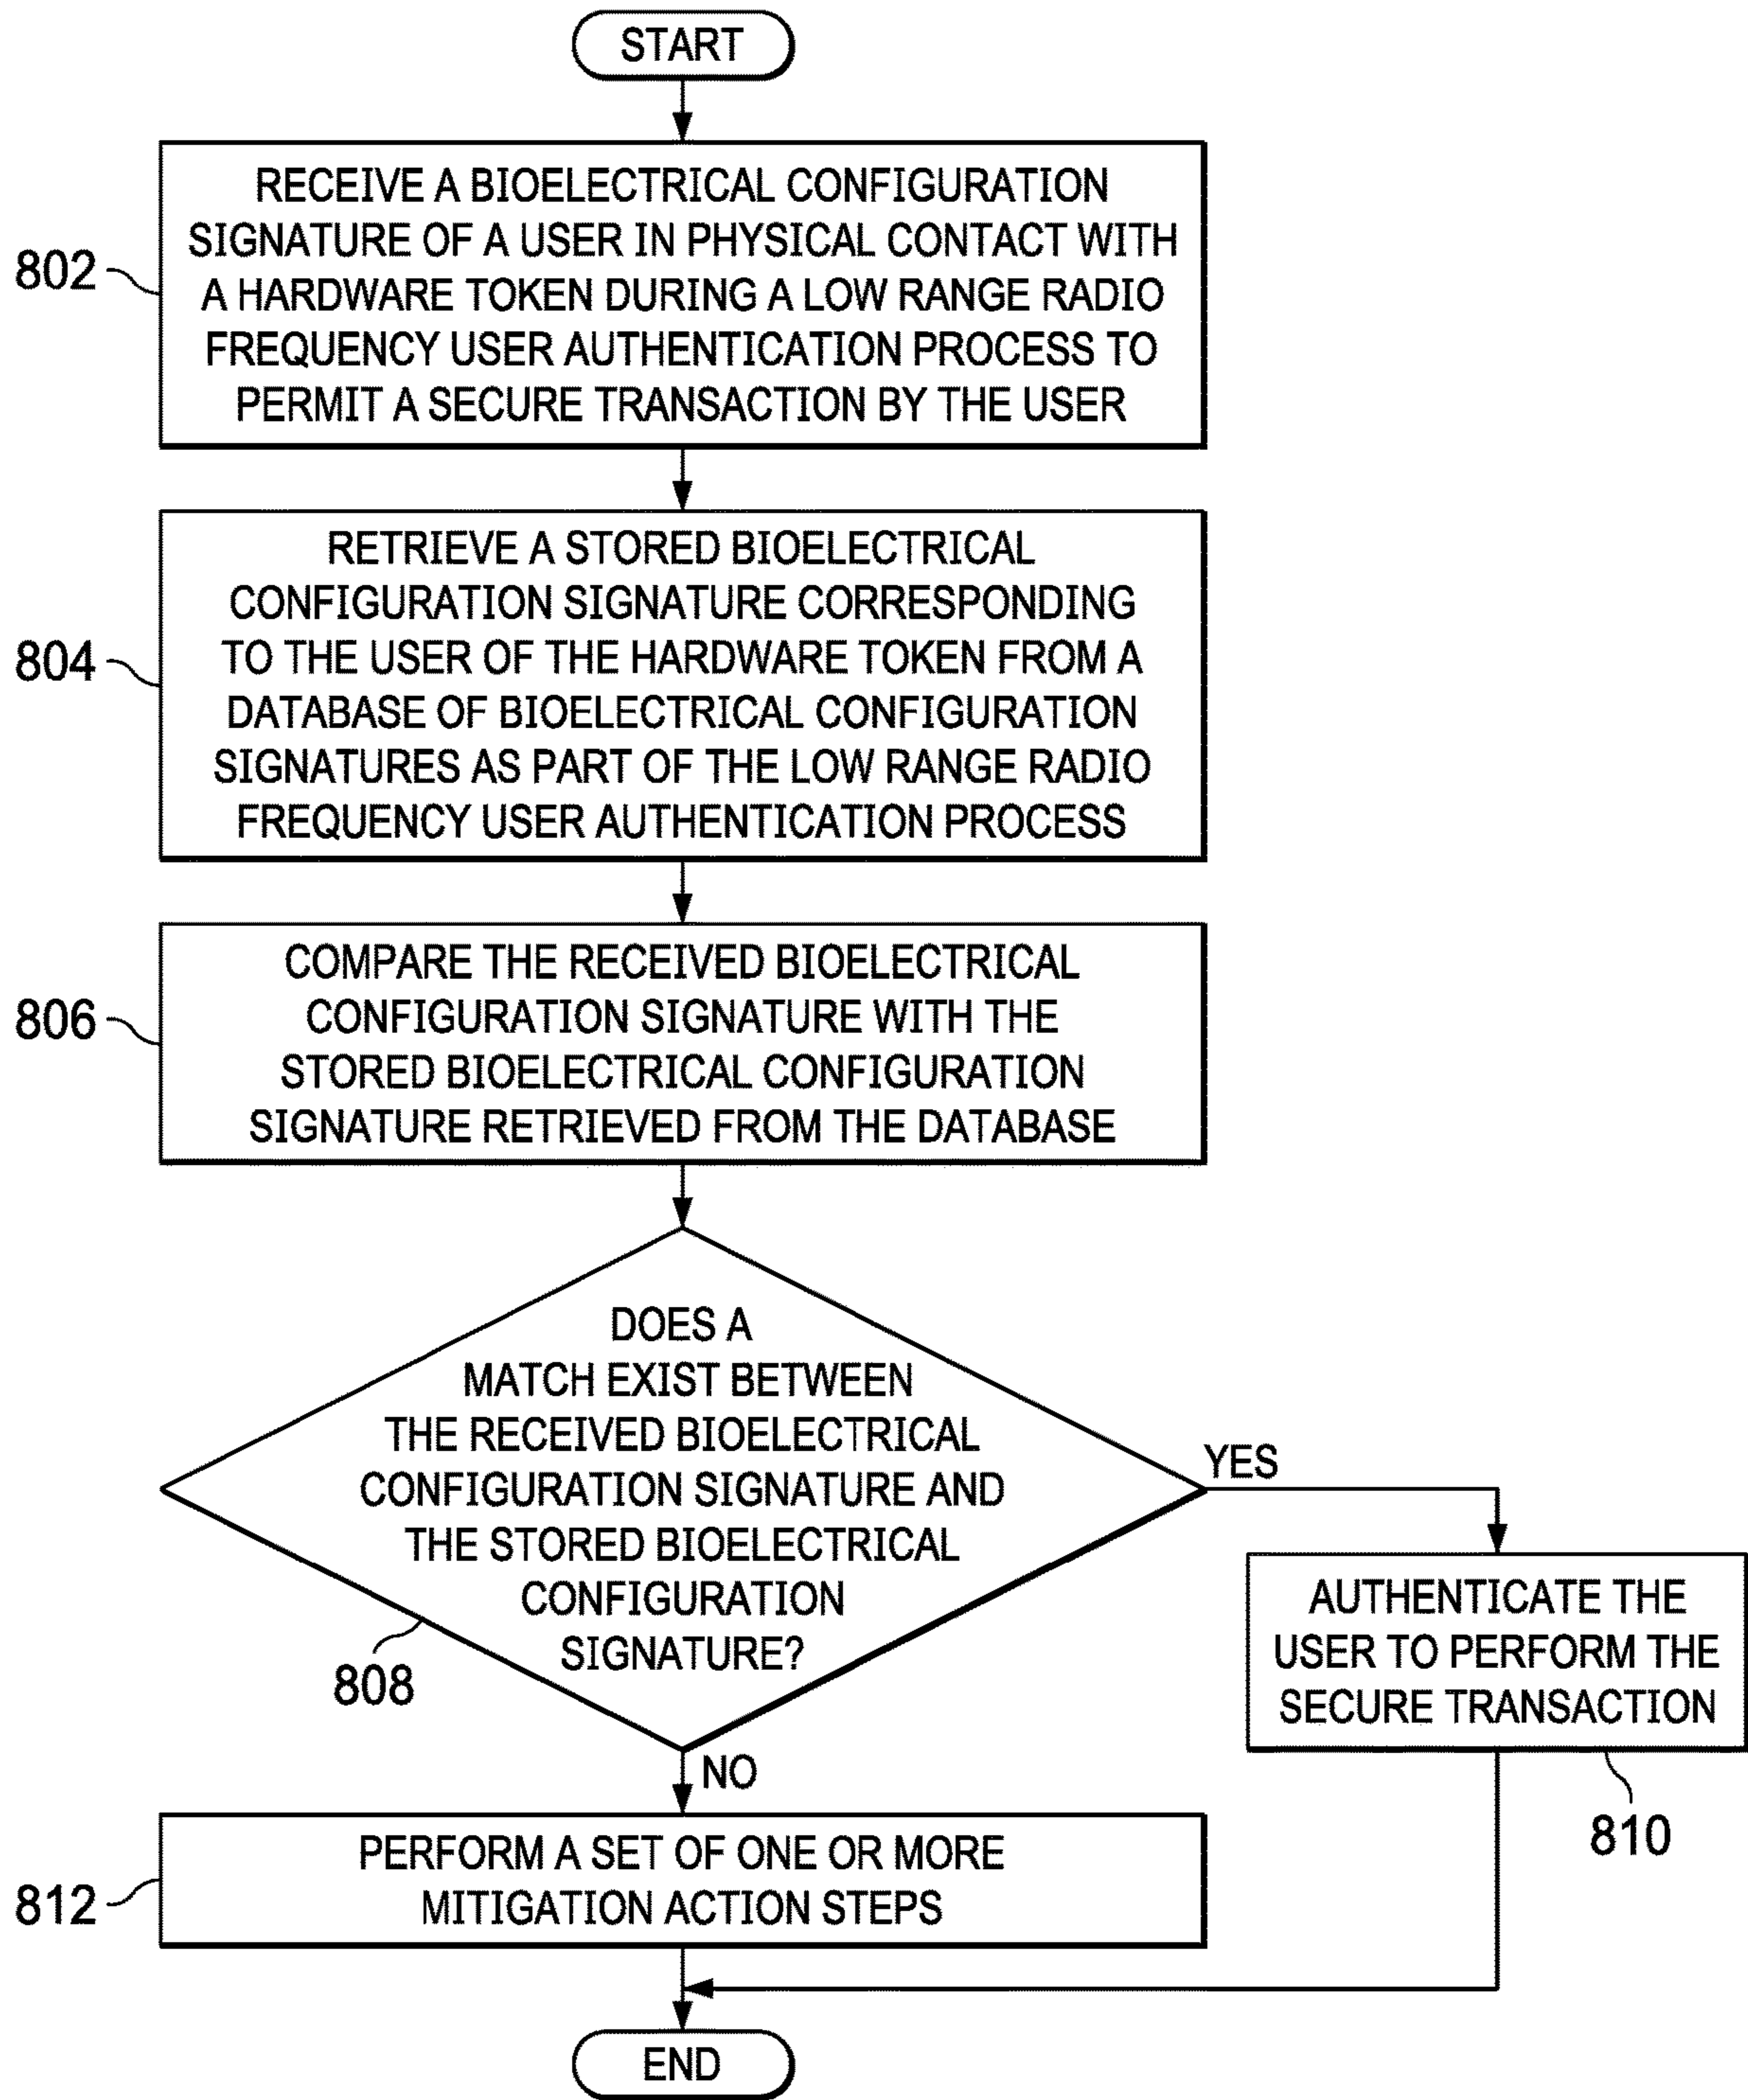 START
RECEIVE A BIOELECTRICAL CONFIGURATION
SIGNATURE OF A USER IN PHYSICAL CONTACT WITH
A HARDWARE TOKEN DURING A LOW RANGE RADIO
FREQUENCY USER AUTHENTICATION PROCESS TO
PERMIT A SECURE TRANSACTION BY THE USER
802
RETRIEVE A STORED BIOELECTRICAL
CONFIGURATION SIGNATURE CORRESPONDING
TO THE USER OF THE HARDWARE TOKEN FROM A
DATABASE OF BIOELECTRICAL CONFIGURATION
SIGNATURES AS PART OF THE LOW RANGE RADIO
FREQUENCY USER AUTHENTICATION PROCESS
804
COMPARE THE RECEIVED BIOELECTRICAL
CONFIGURATION SIGNATURE WITH THE
STORED BIOELECTRICAL CONFIGURATION
SIGNATURE RETRIEVED FROM THE DATABASE
806
DOES A
MATCH EXIST BETWEEN
THE RECEIVED BIOELECTRICAL
CONFIGURATION SIGNATURE AND
THE STORED BIOELECTRICAL
CONFIGURATION
SIGNATURE?
808
YES
AUTHENTICATE THE
USER TO PERFORM THE
SECURE TRANSACTION
810
NO
PERFORM A SET OF ONE OR MORE
MITIGATION ACTION STEPS
812
END